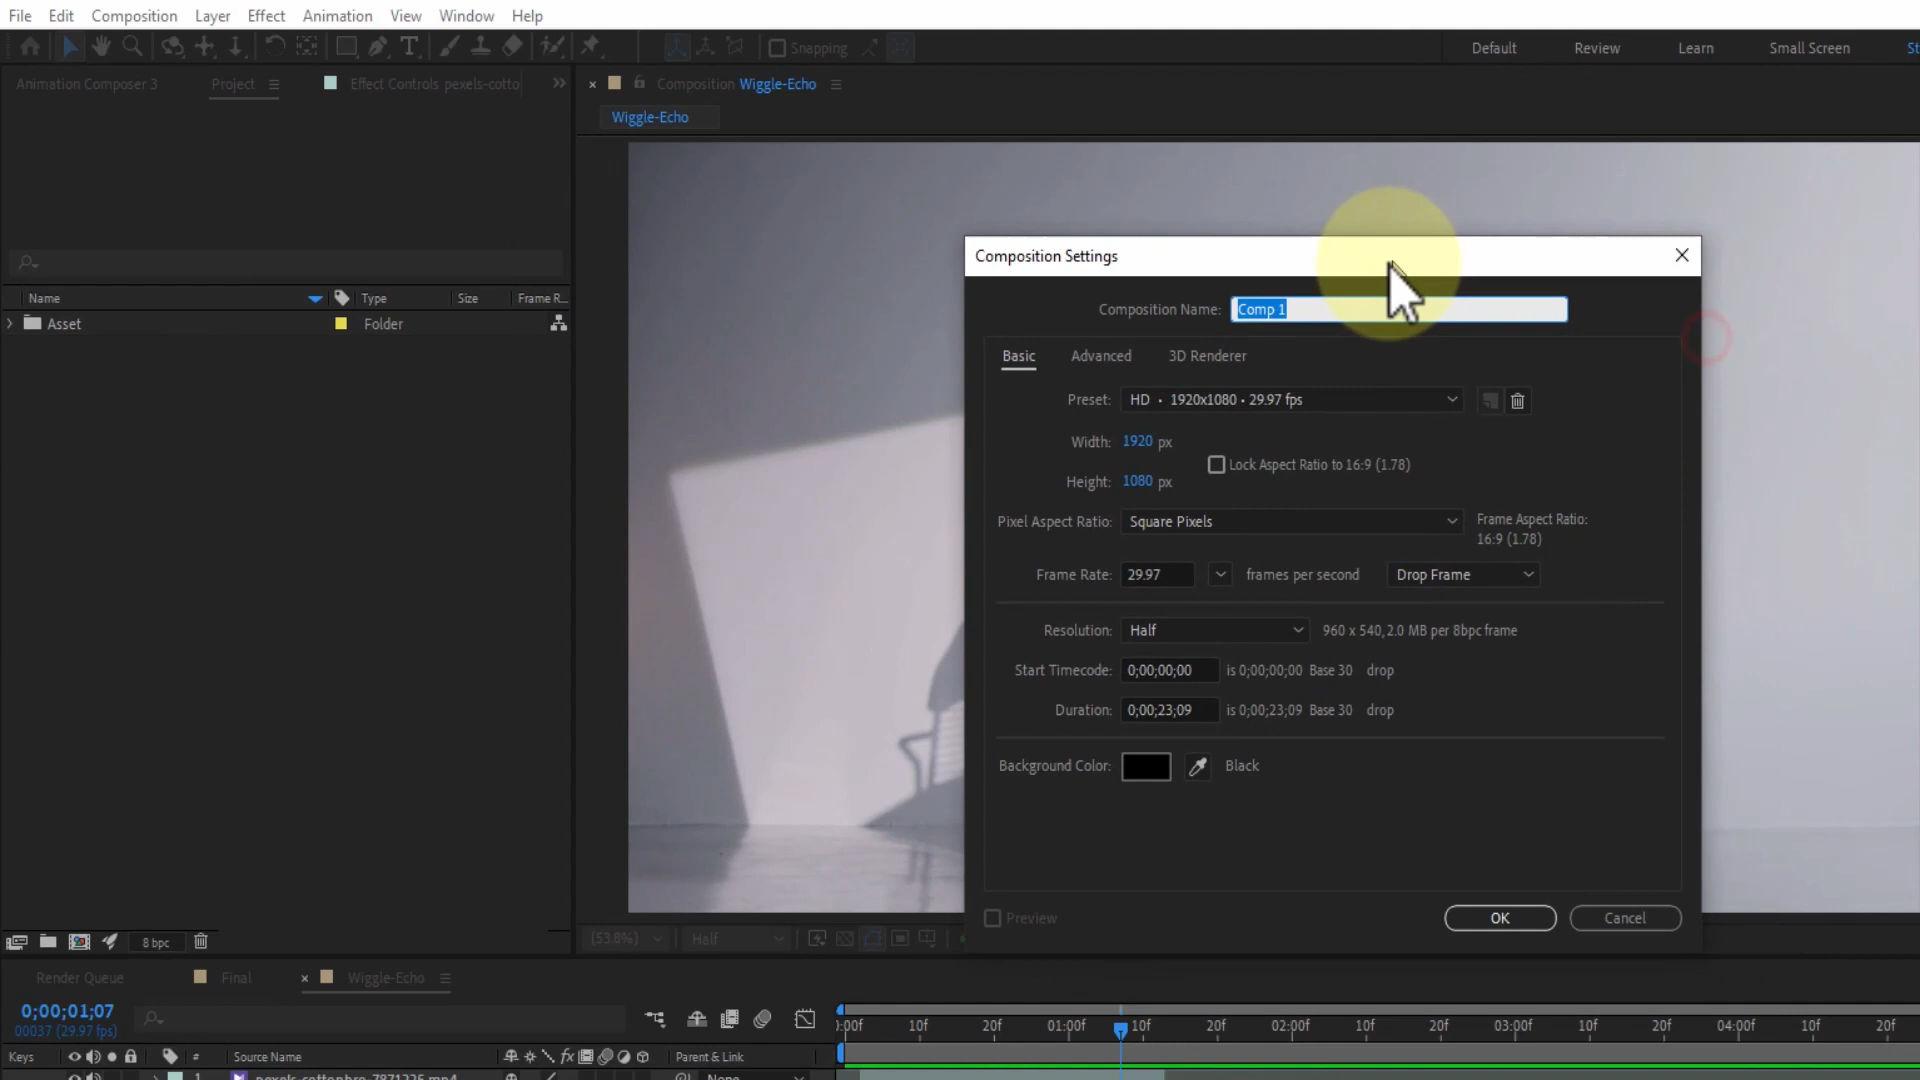 File Edit Composition Layer Effect Animation View Window Help
Snapping Default Review Learn Small Screen St
Animation Composer 3 Project Effect Controls pexels-cotto Composition Wiggle-Echo
Wiggle-Echo
Composition Settings
Composition Name: Comp 1
Name Type Size Frame R...
Asset Folder
Basic Advanced 3D Renderer
Preset: HD • 1920x1080 • 29.97 fps
Width: 1920 px
Lock Aspect Ratio to 16:9 (1.78)
Height: 1080 px
Pixel Aspect Ratio: Square Pixels Frame Aspect Ratio:
16:9 (1.78)
Frame Rate: 29.97 frames per second Drop Frame
Resolution: Half 960 x 540, 2.0 MB per 8bpc frame
Start Timecode: 0;00;00;00 is 0;00;00;00 Base 30 drop
Duration: 0;00;23;09 is 0;00;23;09 Base 30 drop
Background Color: Black
Preview OK Cancel
8 bpc (53.8%) Half
Render Queue Final Wiggle-Echo
0;00;01;07
00037 (29.97 fps)
:00f 10f 20f 01:00f 10f 20f 02:00f 10f 20f 03:00f 10f 20f 04:00f 10f 20f
Keys # Source Name fx Parent & Link
1 pexels-cottonbro-7871226.mp4 None